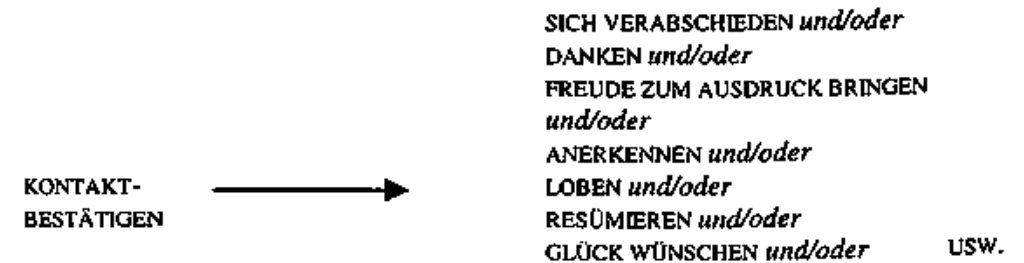 SICH VERABSCHIEDEN und/oder
DANKEN und/oder
FREUDE ZUM AUSDRUCK BRINGEN
und/oder
ANERKENNEN und/oder
KONTAKT-
BESTÄTIGEN
LOBEN und/oder
RESÜMIEREN und/oder
GLÜCK WÜNSCHEN und/oder USW.